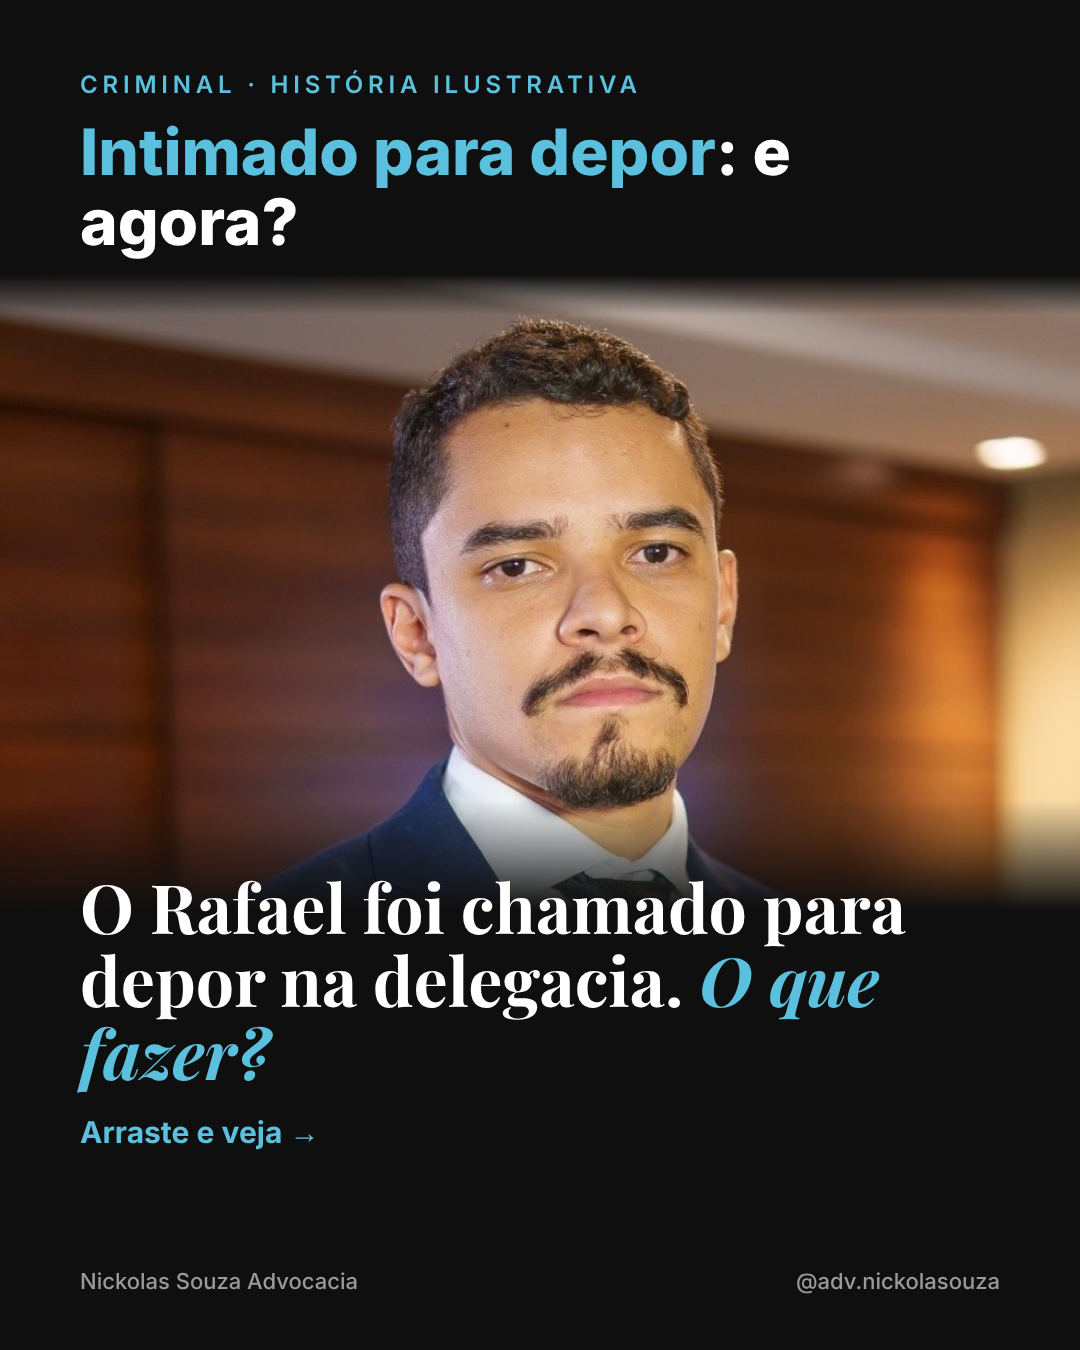 CRIMINAL · HISTÓRIA ILUSTRATIVA
Intimado para depor: e
agora?
O Rafael foi chamado para
depor na delegacia. O que
fazer?
Arraste e veja →
Nickolas Souza Advocacia
@adv.nickolasouza